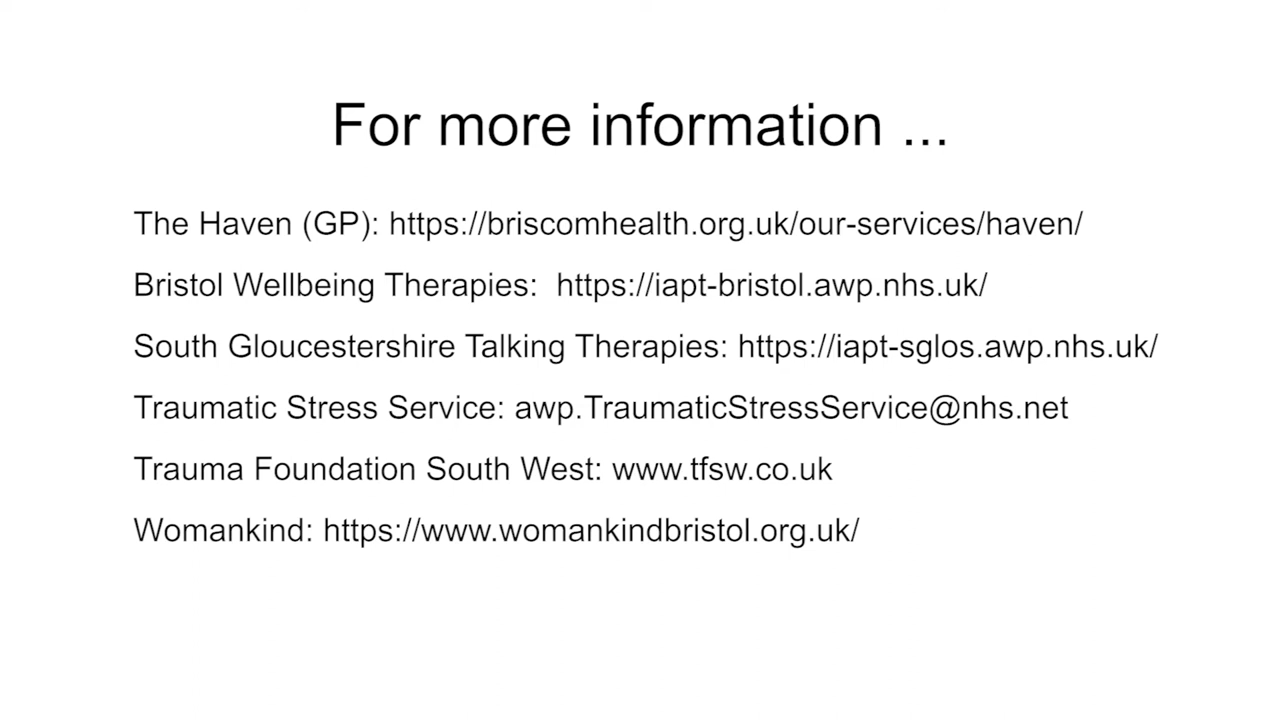 For more information ...
The Haven (GP): https://briscomhealth.org.uk/our-services/haven/
Bristol Wellbeing Therapies:  https://iapt-bristol.awp.nhs.uk/
South Gloucestershire Talking Therapies: https://iapt-sglos.awp.nhs.uk/
Traumatic Stress Service: awp.TraumaticStressService@nhs.net
Trauma Foundation South West: www.tfsw.co.uk
Womankind: https://www.womankindbristol.org.uk/